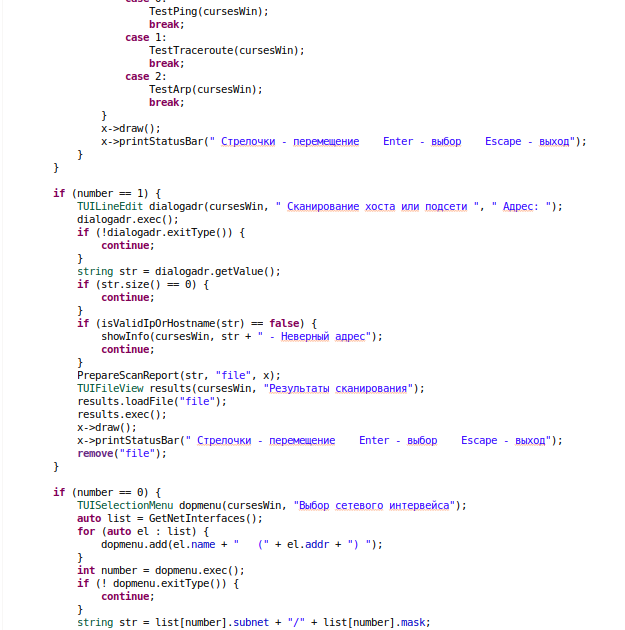 case 0:
TestPing(cursesWin);
break;
case 1:
TestTraceroute(cursesWin);
break;
case 2:
TestArp(cursesWin);
break;
}
x->draw();
x->printStatusBar(" Стрелочки - перемещение    Enter - выбор    Escape - выход");
}
}
if (number == 1) {
TUILineEdit dialogadr(cursesWin, " Сканирование хоста или подсети ", " Адрес: ");
dialogadr.exec();
if (!dialogadr.exitType()) {
continue;
}
string str = dialogadr.getValue();
if (str.size() == 0) {
continue;
}
if (isValidIpOrHostname(str) == false) {
showInfo(cursesWin, str + " - Неверный адрес");
continue;
}
PrepareScanReport(str, "file", x);
TUIFileView results(cursesWin, "Результаты сканирования");
results.loadFile("file");
results.exec();
x->draw();
x->printStatusBar(" Стрелочки - перемещение    Enter - выбор    Escape - выход");
remove("file");
}
if (number == 0) {
TUISelectionMenu dopmenu(cursesWin, "Выбор сетевого интервейса");
auto list = GetNetInterfaces();
for (auto el : list) {
dopmenu.add(el.name + "   (" + el.addr + ") ");
}
int number = dopmenu.exec();
if (! dopmenu.exitType()) {
continue;
}
string str = list[number].subnet + "/" + list[number].mask;